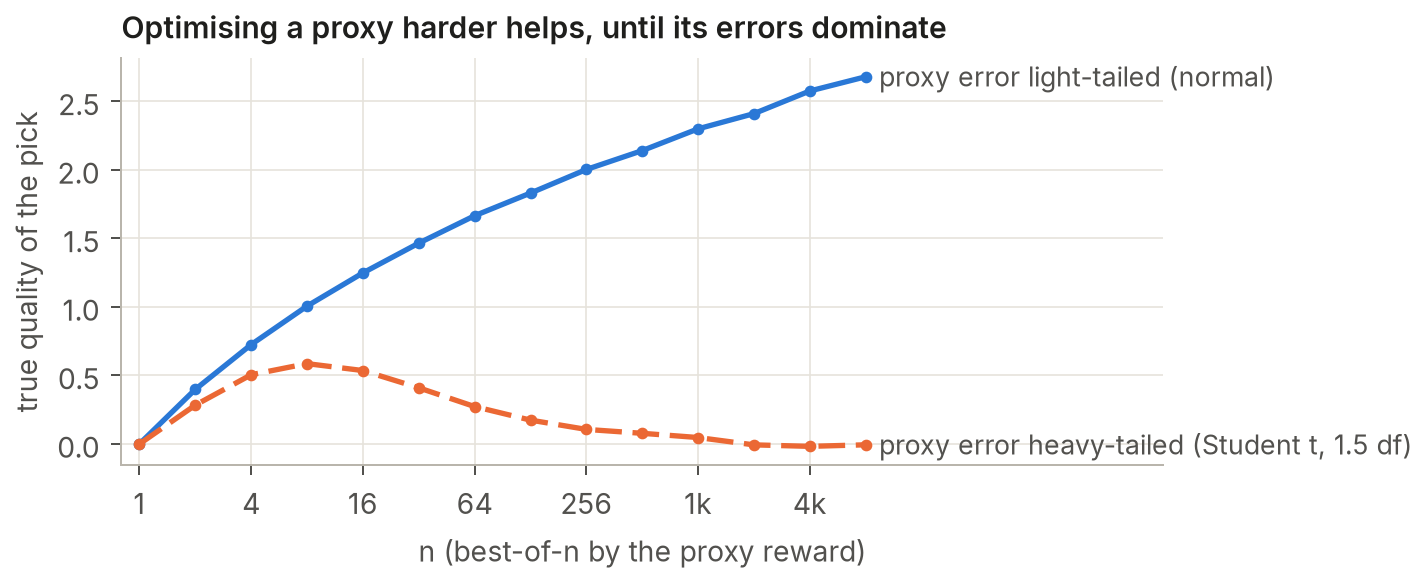 Optimising a proxy harder helps, until its errors dominate
true quality of the pick
2.5
2.0
1.5
1.0
0.5
0.0
proxy error light-tailed (normal)
proxy error heavy-tailed (Student t, 1.5 df)
1 4 16 64 256 1k 4k
n (best-of-n by the proxy reward)